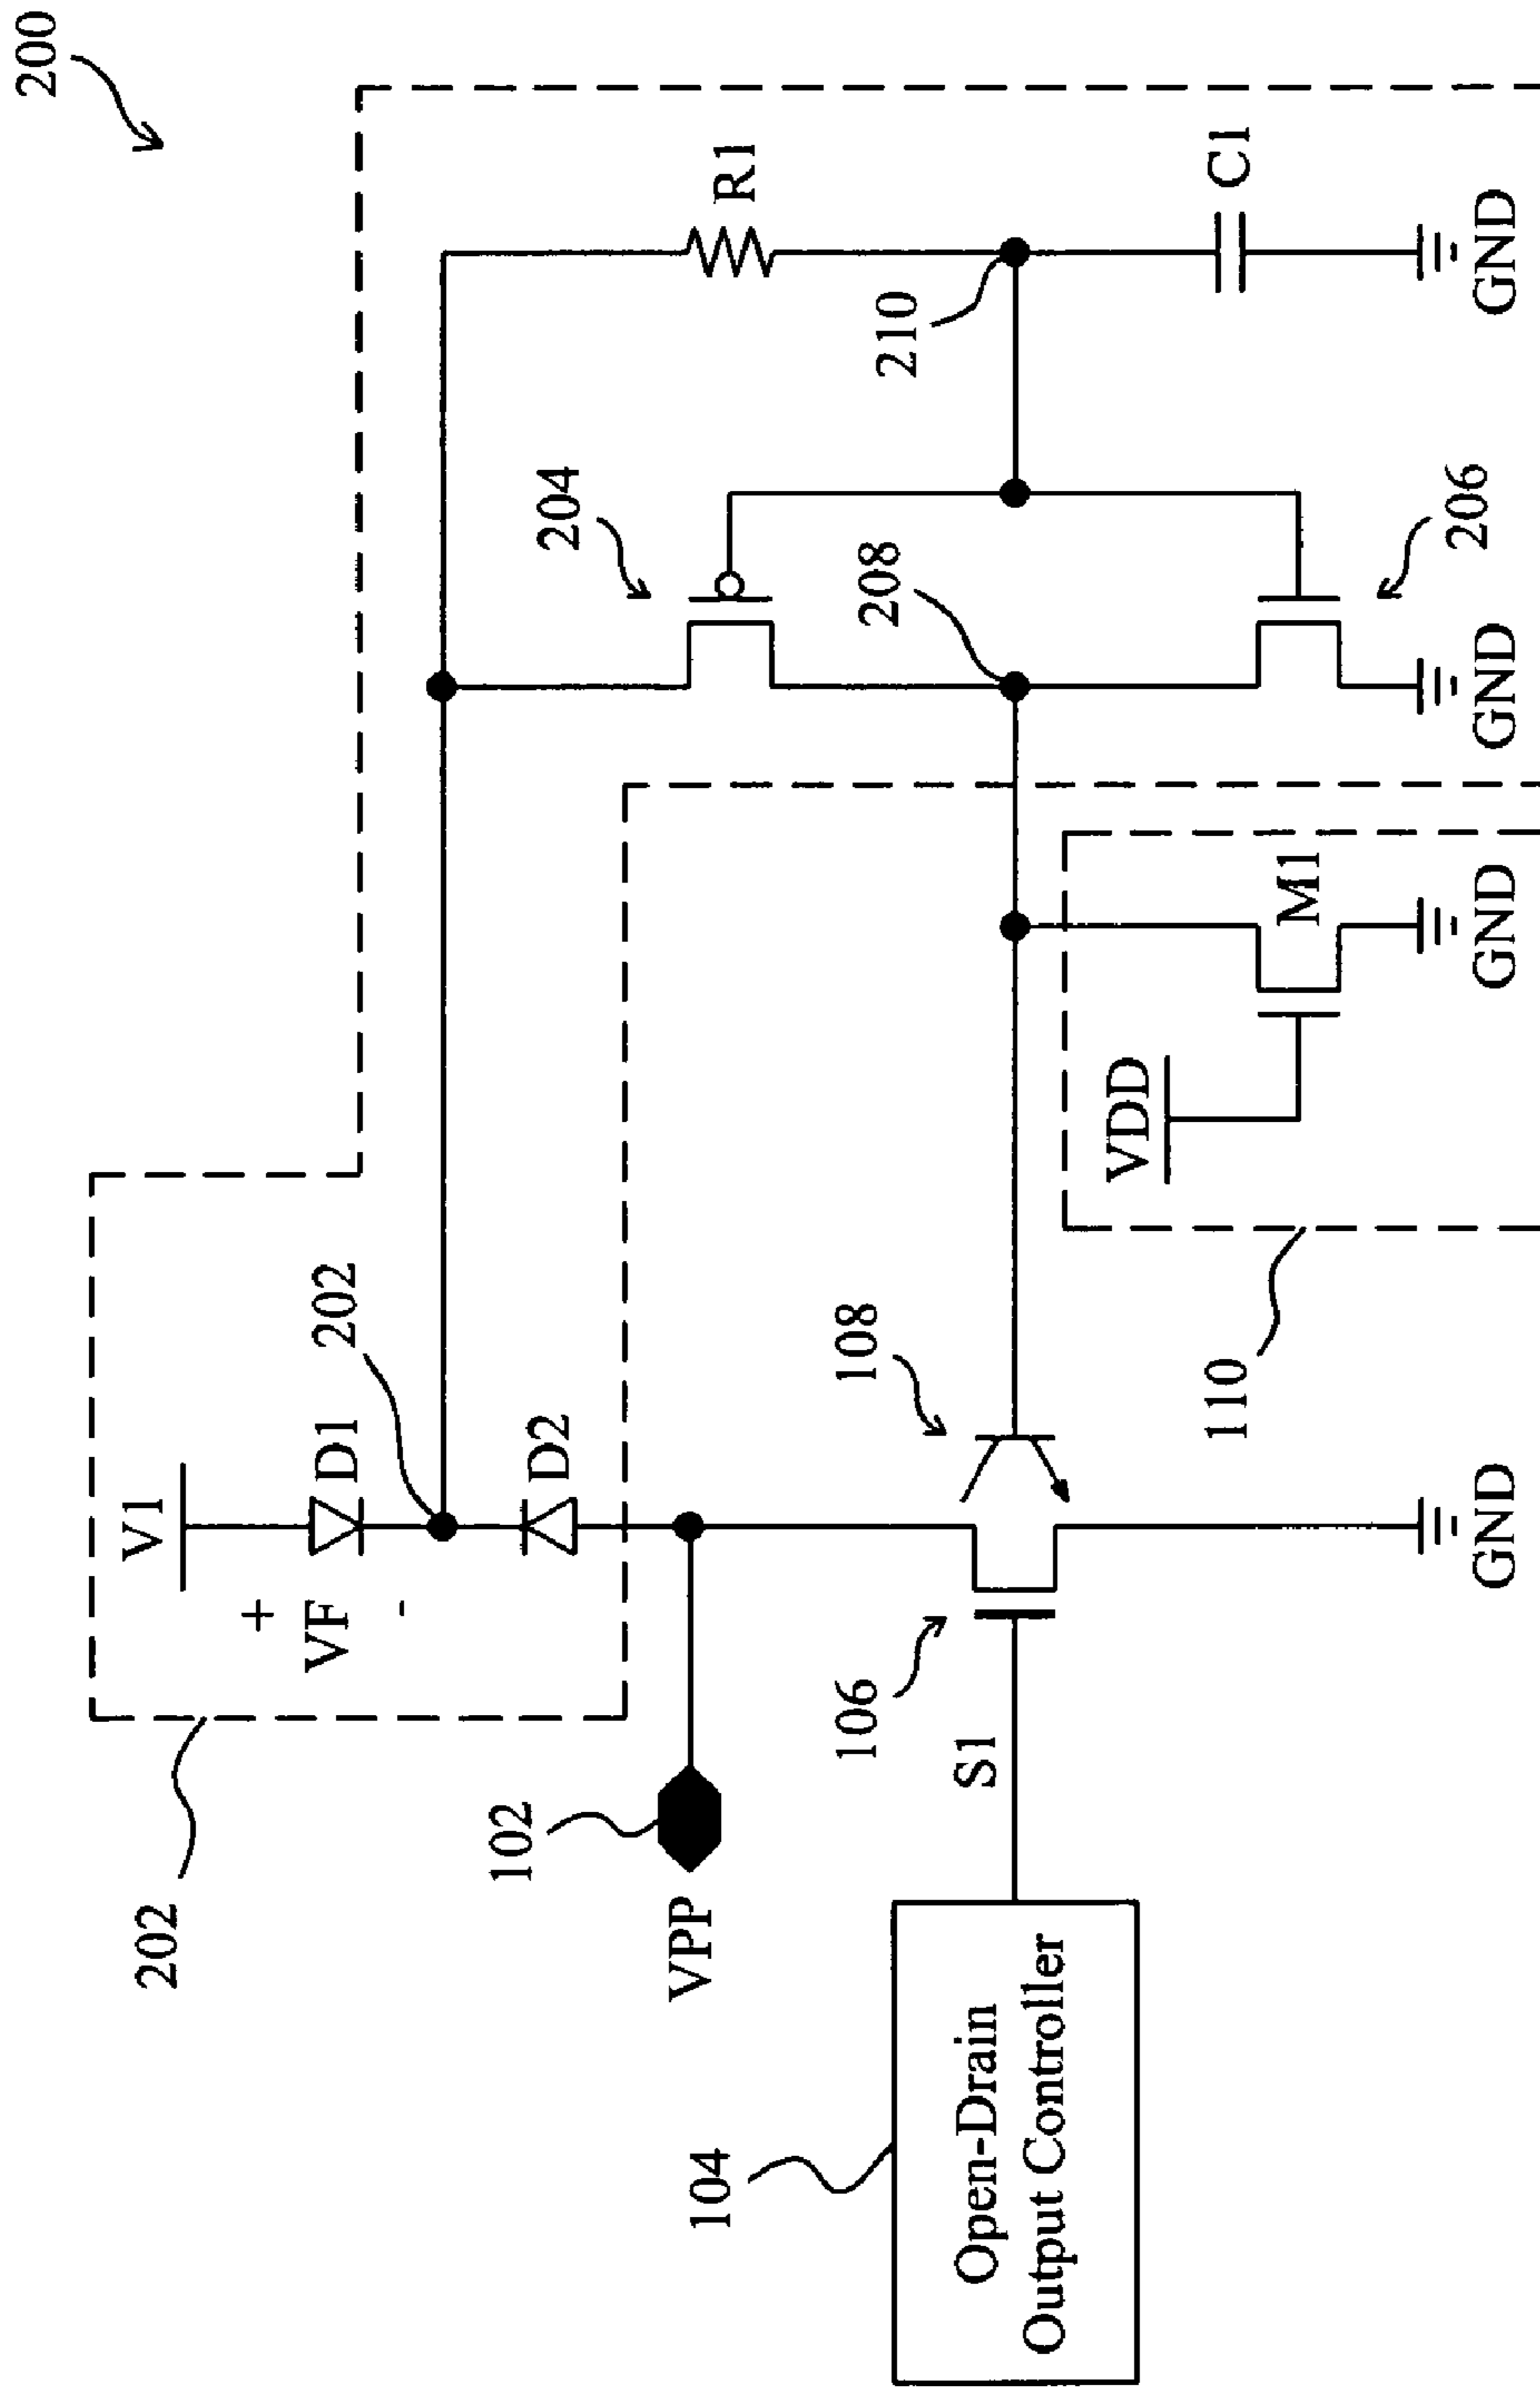 200
V1
+
VF
-
D1
202
202
D2
102
VPP
R1
204
208
210
C1
GND
206
GND
108
106
S1
104
Open-Drain
Output Controller
VDD
M1
110
GND
GND